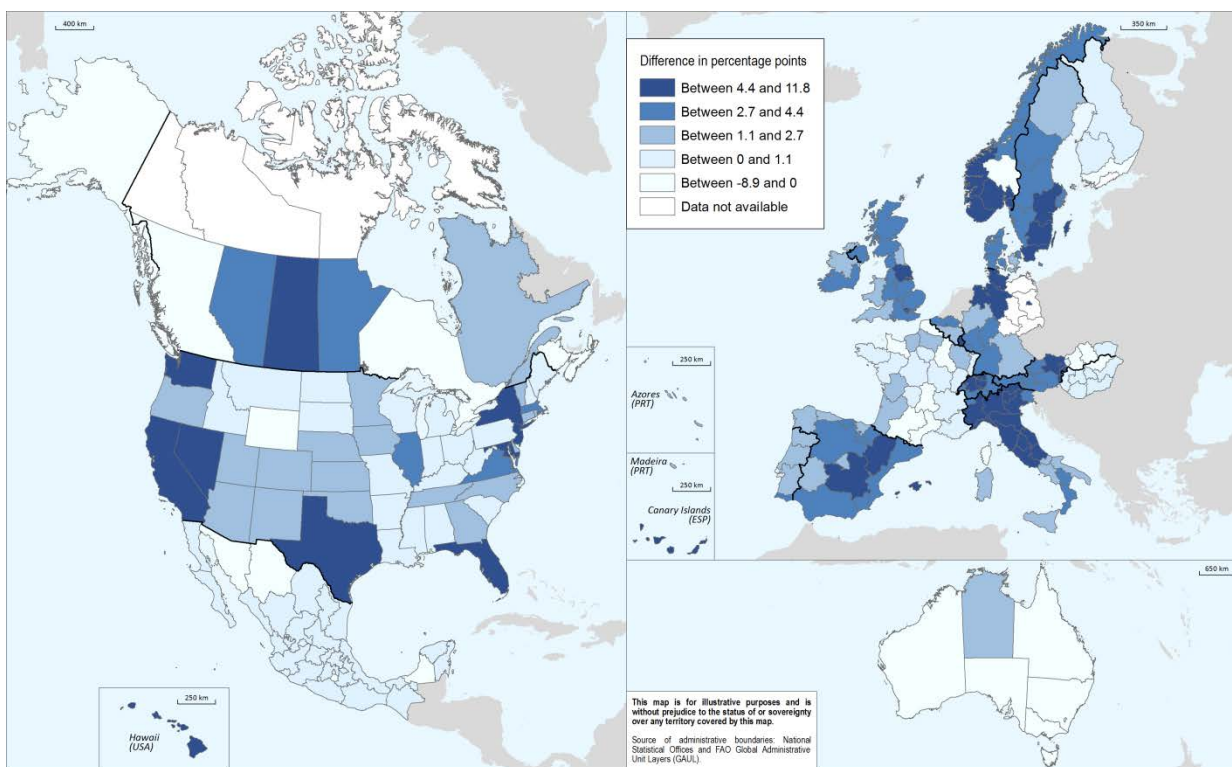 400 km
350 km
Difference in percentage points
Between 4.4 and 11.8
Between 2.7 and 4.4
Between 1.1 and 2.7
Between 0 and 1.1
Between -8.9 and 0
Data not available
250 km
Azores
(PRT)
Madeira
(PRT)
250 km
Canary Islands
(ESP)
650 km
250 km
Hawaii
(USA)
This map is for illustrative purposes and is
without prejudice to the status of or sovereignty
over any territory covered by this map.
Source of administrative boundaries: National
Statistical Offices and FAO Global Administrative
Unit Layers (GAUL).